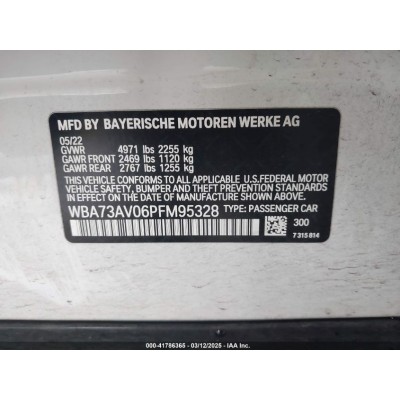 MFD BY BAYERISCHE MOTOREN WERKE AG
05/22
GVWR 4971 lbs 2255 kg
GAWR FRONT 2469 lbs 1120 kg
GAWR REAR 2767 lbs 1255 kg
THIS VEHICLE CONFORMS TO ALL APPLICABLE U.S.FEDERAL MOTOR
VEHICLE SAFETY, BUMPER, AND THEFT PREVENTION STANDARDS
IN EFFECT ON THE DATE OF MANUFACTURE SHOWN ABOVE.
WBA73AV06PFM95328 TYPE: PASSENGER CAR
300
7 315 814
000-41786365 - 03/12/2025 - IAA Inc.